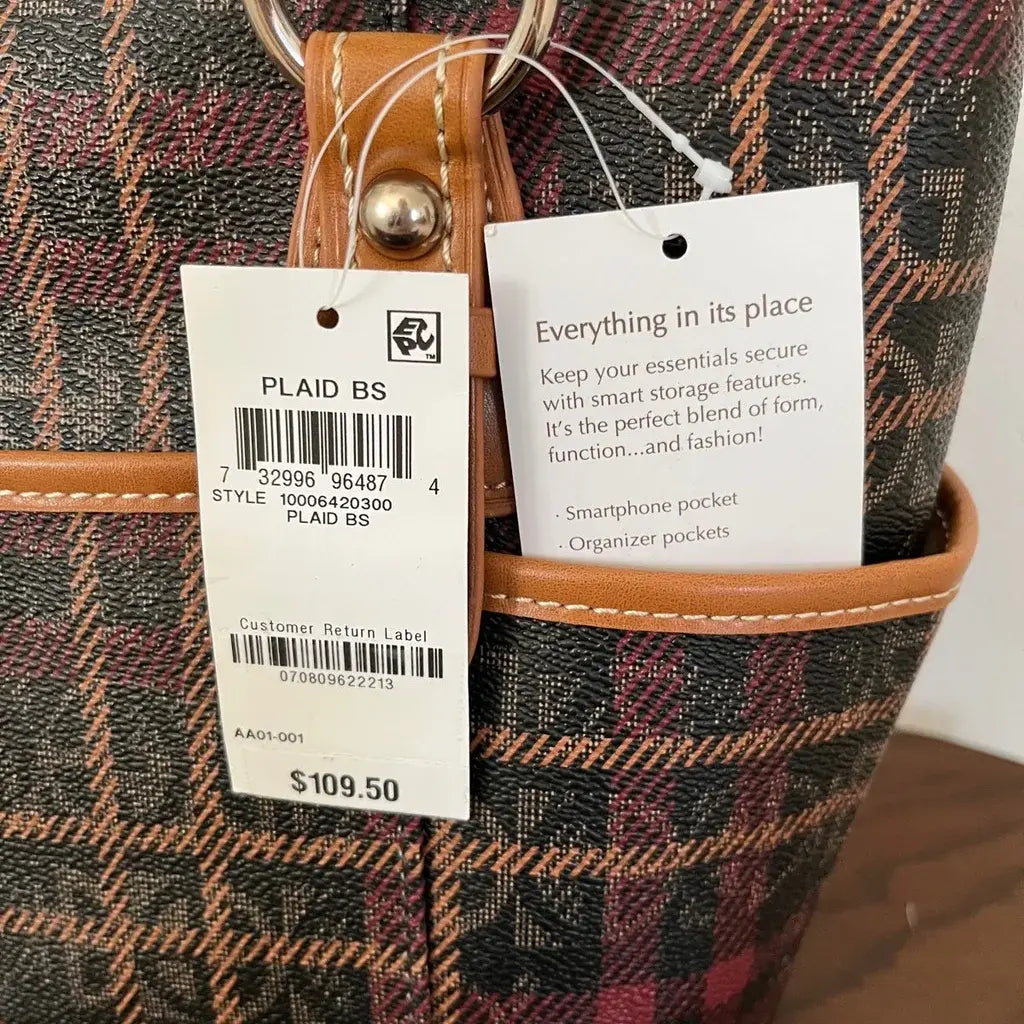 EPC
TM
PLAID BS
7 32996 96487 4
STYLE 10006420300
PLAID BS
Customer Return Label
070809622213
AA01-001
$109.50
Everything in its place
Keep your essentials secure
with smart storage features.
It's the perfect blend of form,
function...and fashion!
· Smartphone pocket
· Organizer pockets